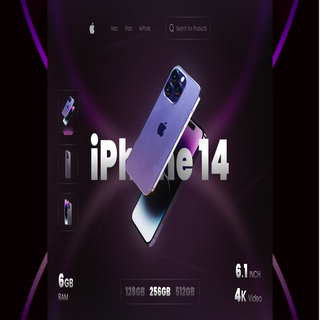 Mac iPad AirPods Search for Products
iPhone 14
6GB
RAM
128GB 256GB 512GB
6.1 INCH
4K Video